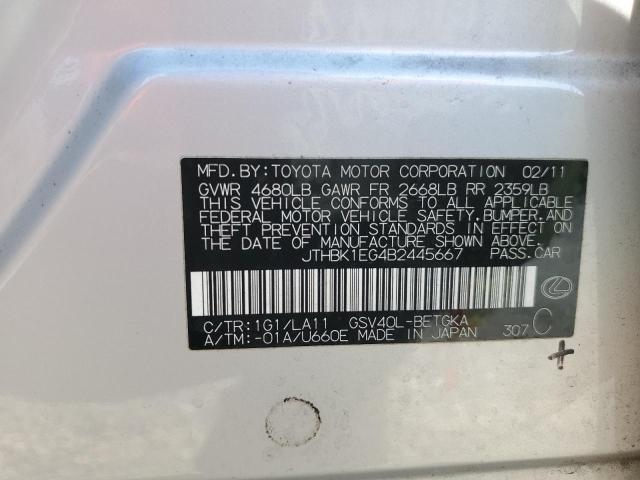 MFD.BY:TOYOTA MOTOR CORPORATION 02/11
GVWR 4680LB GAWR FR 2668LB RR 2359LB
THIS VEHICLE CONFORMS TO ALL APPLICABLE
FEDERAL MOTOR VEHICLE SAFETY,BUMPER,AND
THEFT PREVENTION STANDARDS IN EFFECT ON
THE DATE OF MANUFACTURE SHOWN ABOVE.
JTHBK1EG4B2445667 PASS.CAR
C/TR:1G1/LA11 GSV40L-BETGKA
A/TM:-01A/U660E MADE IN JAPAN 307 C